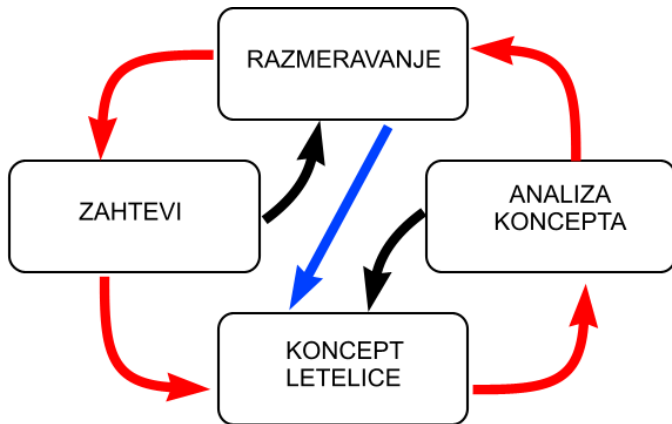 RAZMERAVANJE
ZAHTEVI
ANALIZA
KONCEPTA
KONCEPT
LETELICE